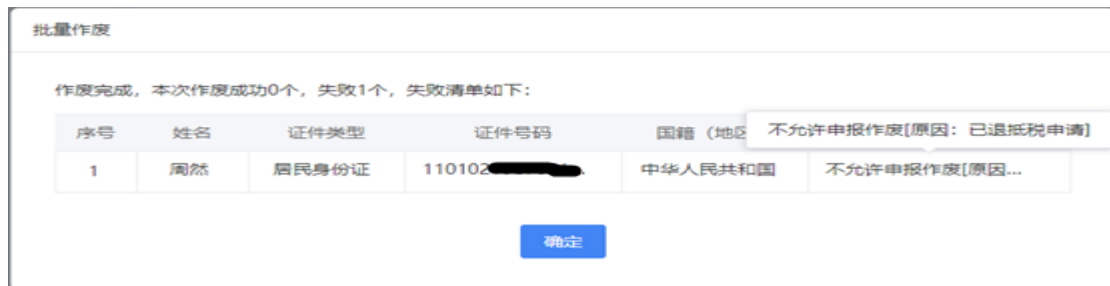 批量作废
作废完成，本次作废成功0个，失败1个，失败清单如下：
序号 姓名 证件类型 证件号码 国籍（地区 不允许申报作废[原因：已退抵税申请]
1 周然 居民身份证 110102 中华人民共和国 不允许申报作废[原因...
确定